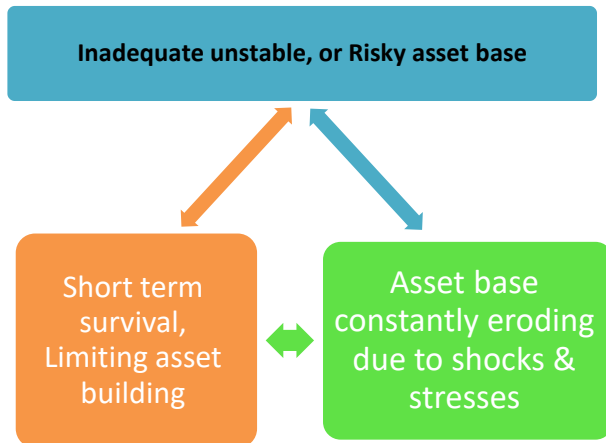 Inadequate unstable, or Risky asset base
Short term
survival,
Limiting asset
building
Asset base
constantly eroding
due to shocks &
stresses